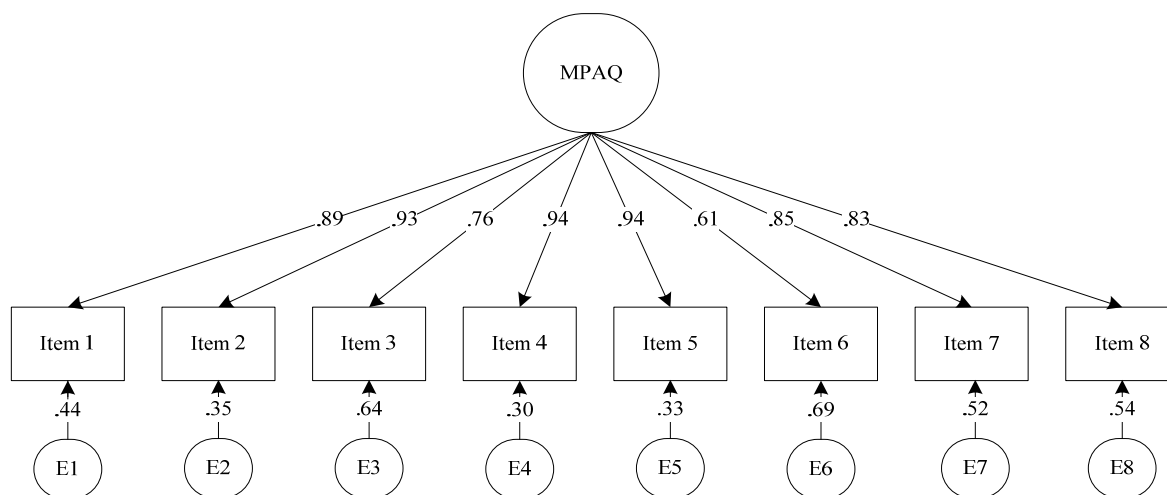 MPAQ
.89 .93 .76 .94 .94 .61 .85 .83
Item 1 Item 2 Item 3 Item 4 Item 5 Item 6 Item 7 Item 8
.44 .35 .64 .30 .33 .69 .52 .54
E1 E2 E3 E4 E5 E6 E7 E8